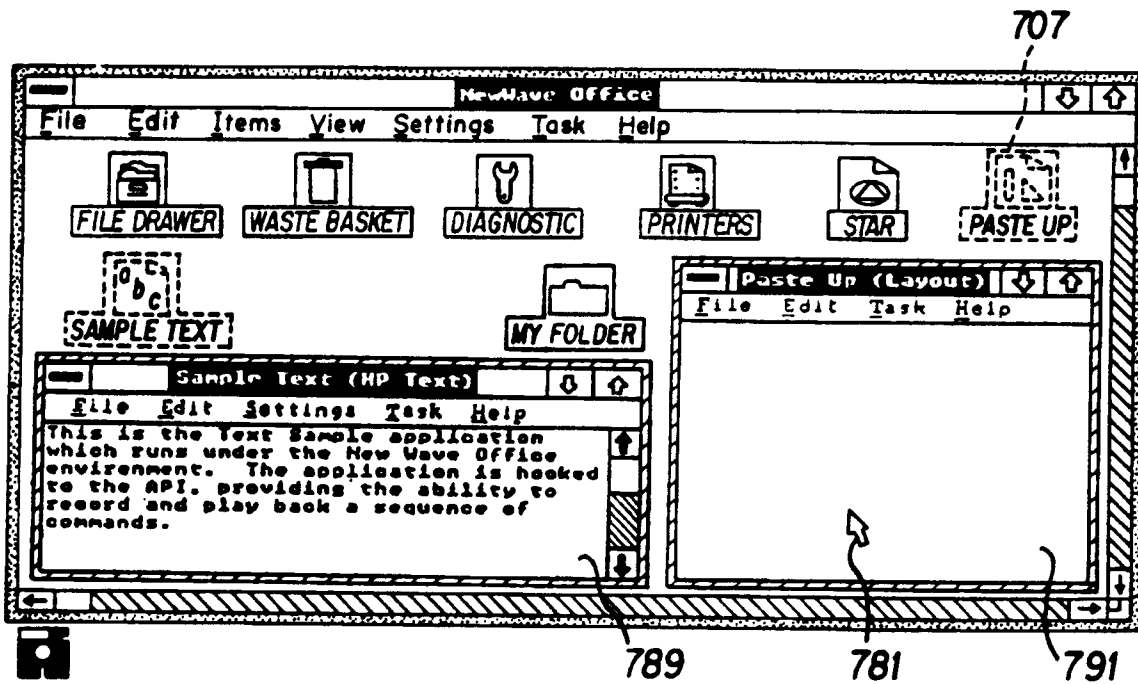 707
NewWave Office
File Edit Items View Settings Task Help
FILE DRAWER WASTE BASKET DIAGNOSTIC PRINTERS STAR PASTE UP
abc
SAMPLE TEXT MY FOLDER
Paste Up (Layout)
File Edit Task Help
Sample Text (HP Text)
File Edit Settings Task Help
This is the Text Sample application
which runs under the New Wave Office
environment. The application is hooked
to the API, providing the ability to
record and play back a sequence of
commands.
789 781 791